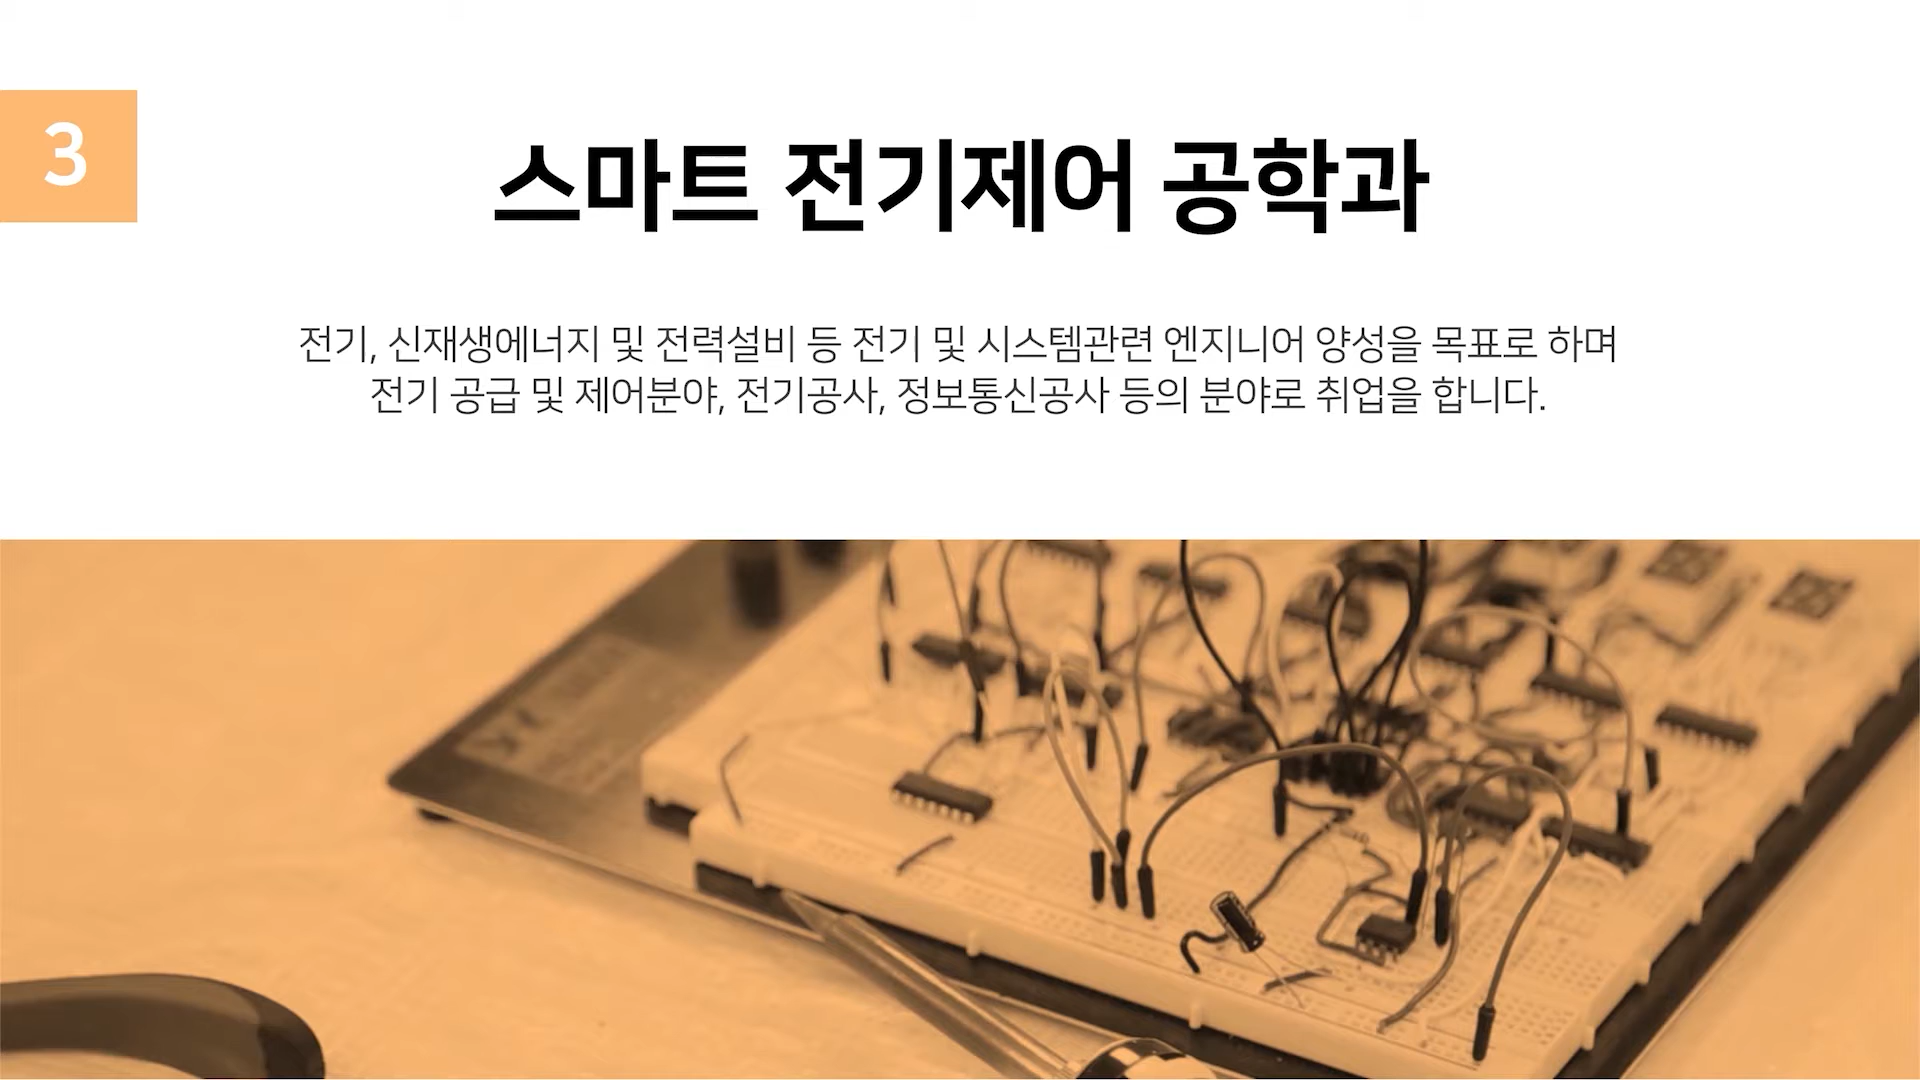 3
스마트 전기제어 공학과
전기, 신재생에너지 및 전력설비 등 전기 및 시스템관련 엔지니어 양성을 목표로 하며
전기 공급 및 제어분야, 전기공사, 정보통신공사 등의 분야로 취업을 합니다.